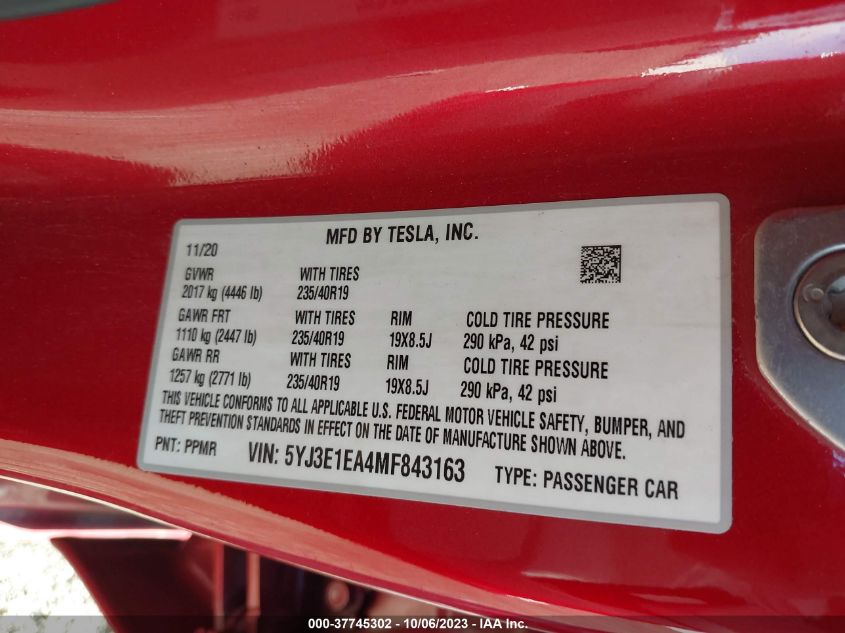 MFD BY TESLA, INC.
11/20
GVWR WITH TIRES
2017 kg (4446 lb) 235/40R19
GAWR FRT WITH TIRES RIM COLD TIRE PRESSURE
1110 kg (2447 lb) 235/40R19 19X8.5J 290 kPa, 42 psi
GAWR RR WITH TIRES RIM COLD TIRE PRESSURE
1257 kg (2771 lb) 235/40R19 19X8.5J 290 kPa, 42 psi
THIS VEHICLE CONFORMS TO ALL APPLICABLE U.S. FEDERAL MOTOR VEHICLE SAFETY, BUMPER, AND
THEFT PREVENTION STANDARDS IN EFFECT ON THE DATE OF MANUFACTURE SHOWN ABOVE.
PNT: PPMR VIN: 5YJ3E1EA4MF843163 TYPE: PASSENGER CAR
000-37745302 - 10/06/2023 - IAA Inc.